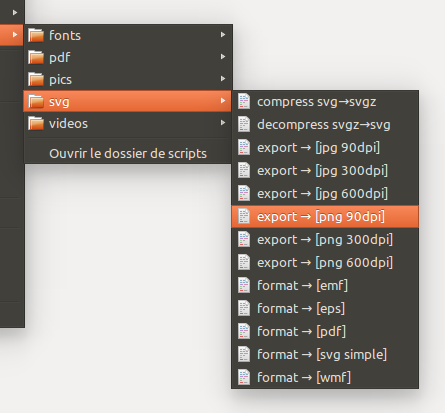 fonts
pdf
pics
svg
videos
Ouvrir le dossier de scripts
compress svg→svgz
decompress svgz→svg
export → [jpg 90dpi]
export → [jpg 300dpi]
export → [jpg 600dpi]
export → [png 90dpi]
export → [png 300dpi]
export → [png 600dpi]
format → [emf]
format → [eps]
format → [pdf]
format → [svg simple]
format → [wmf]